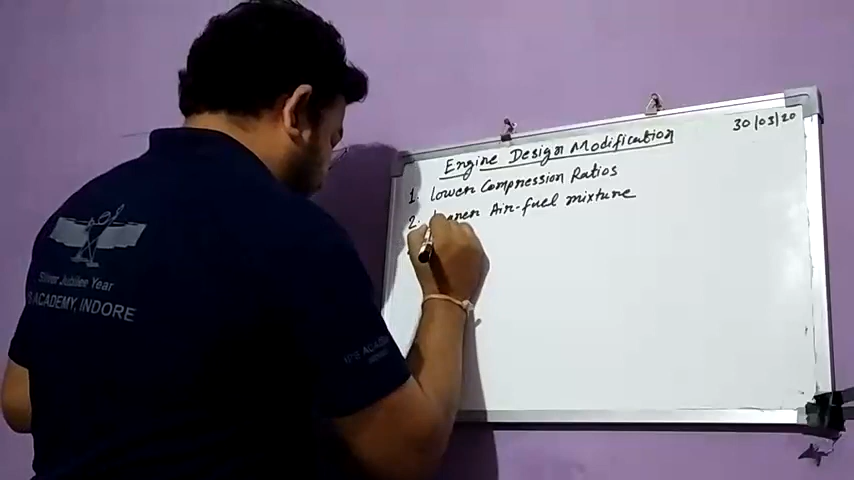 30/03/20
Engine Design Modification
1. Lower Compression Ratios
2. Air-fuel mixture
Silver Jubilee Year
ACADEMY, INDORE